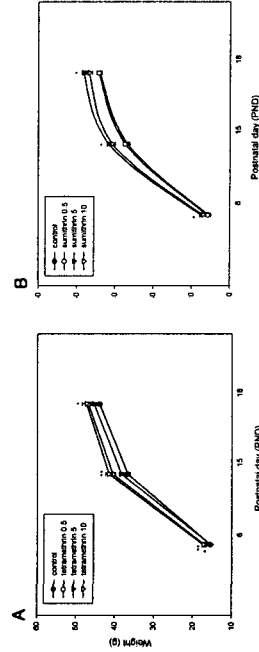 A
Weight (g)
60
50
40
30
20
10
0
control
tetramethrin 0.5
tetramethrin 5
tetramethrin 10
6
15
18
Postnatal day (PND)
B
control
sumithrin 0.5
sumithrin 5
sumithrin 10
6
15
18
Postnatal day (PND)